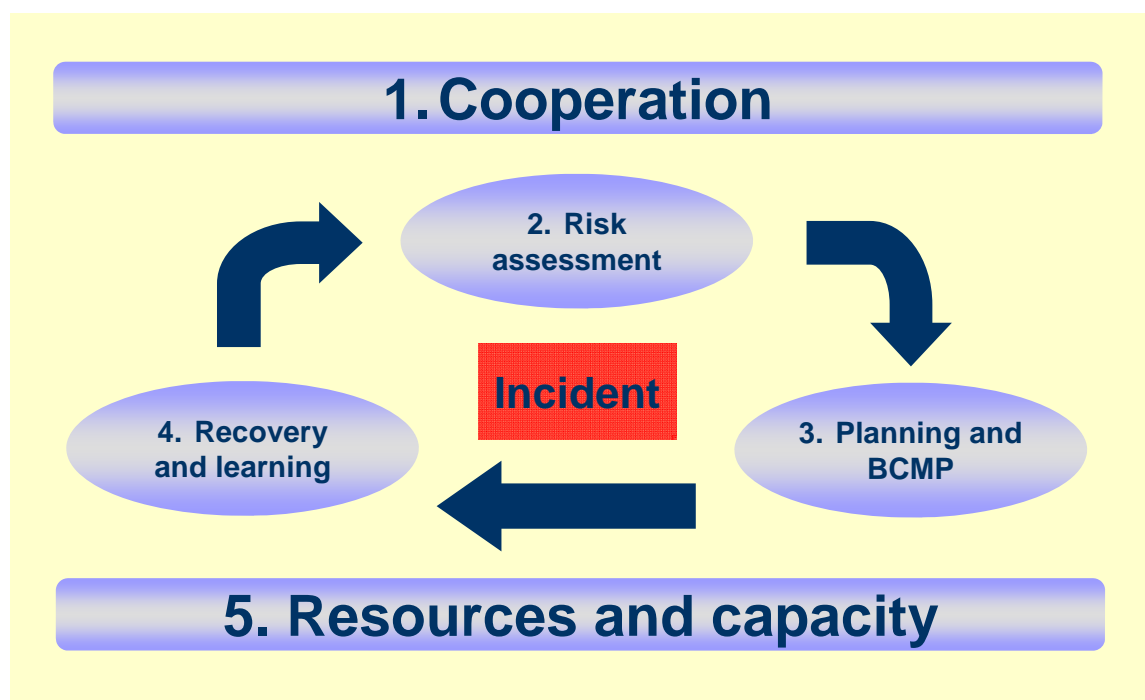 1. Cooperation
2. Risk
assessment
Incident
4. Recovery
and learning
3. Planning and
BCMP
5. Resources and capacity